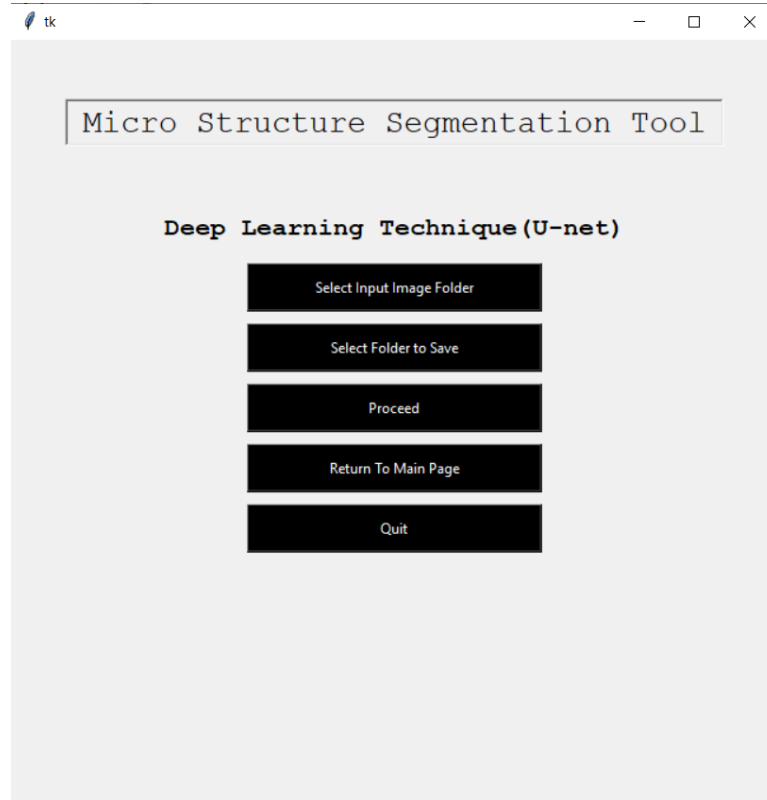 tk
Micro Structure Segmentation Tool
Deep Learning Technique(U-net)
Select Input Image Folder
Select Folder to Save
Proceed
Return To Main Page
Quit